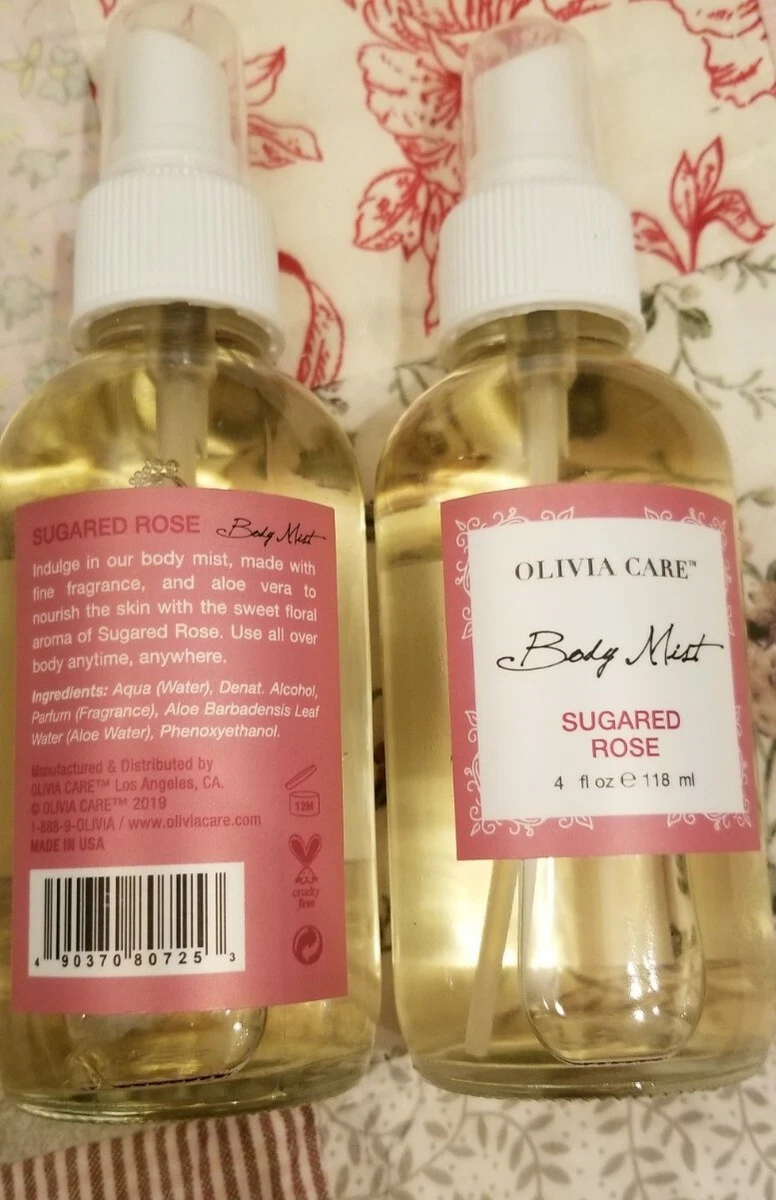 SUGARED ROSE Body Mist
Indulge in our body mist, made with
fine fragrance, and aloe vera to
nourish the skin with the sweet floral
aroma of Sugared Rose. Use all over
body anytime, anywhere.
Ingredients: Aqua (Water), Denat. Alcohol,
Parfum (Fragrance), Aloe Barbadensis Leaf
Water (Aloe Water), Phenoxyethanol.
Manufactured & Distributed by
OLIVIA CARE™ Los Angeles, CA.
© OLIVIA CARE™ 2019
1-888-9-OLIVIA / www.oliviacare.com
MADE IN USA
12M
cruelty
free
4 90370 80725 3
OLIVIA CARE™
Body Mist
SUGARED
ROSE
4 fl oz ℮ 118 ml